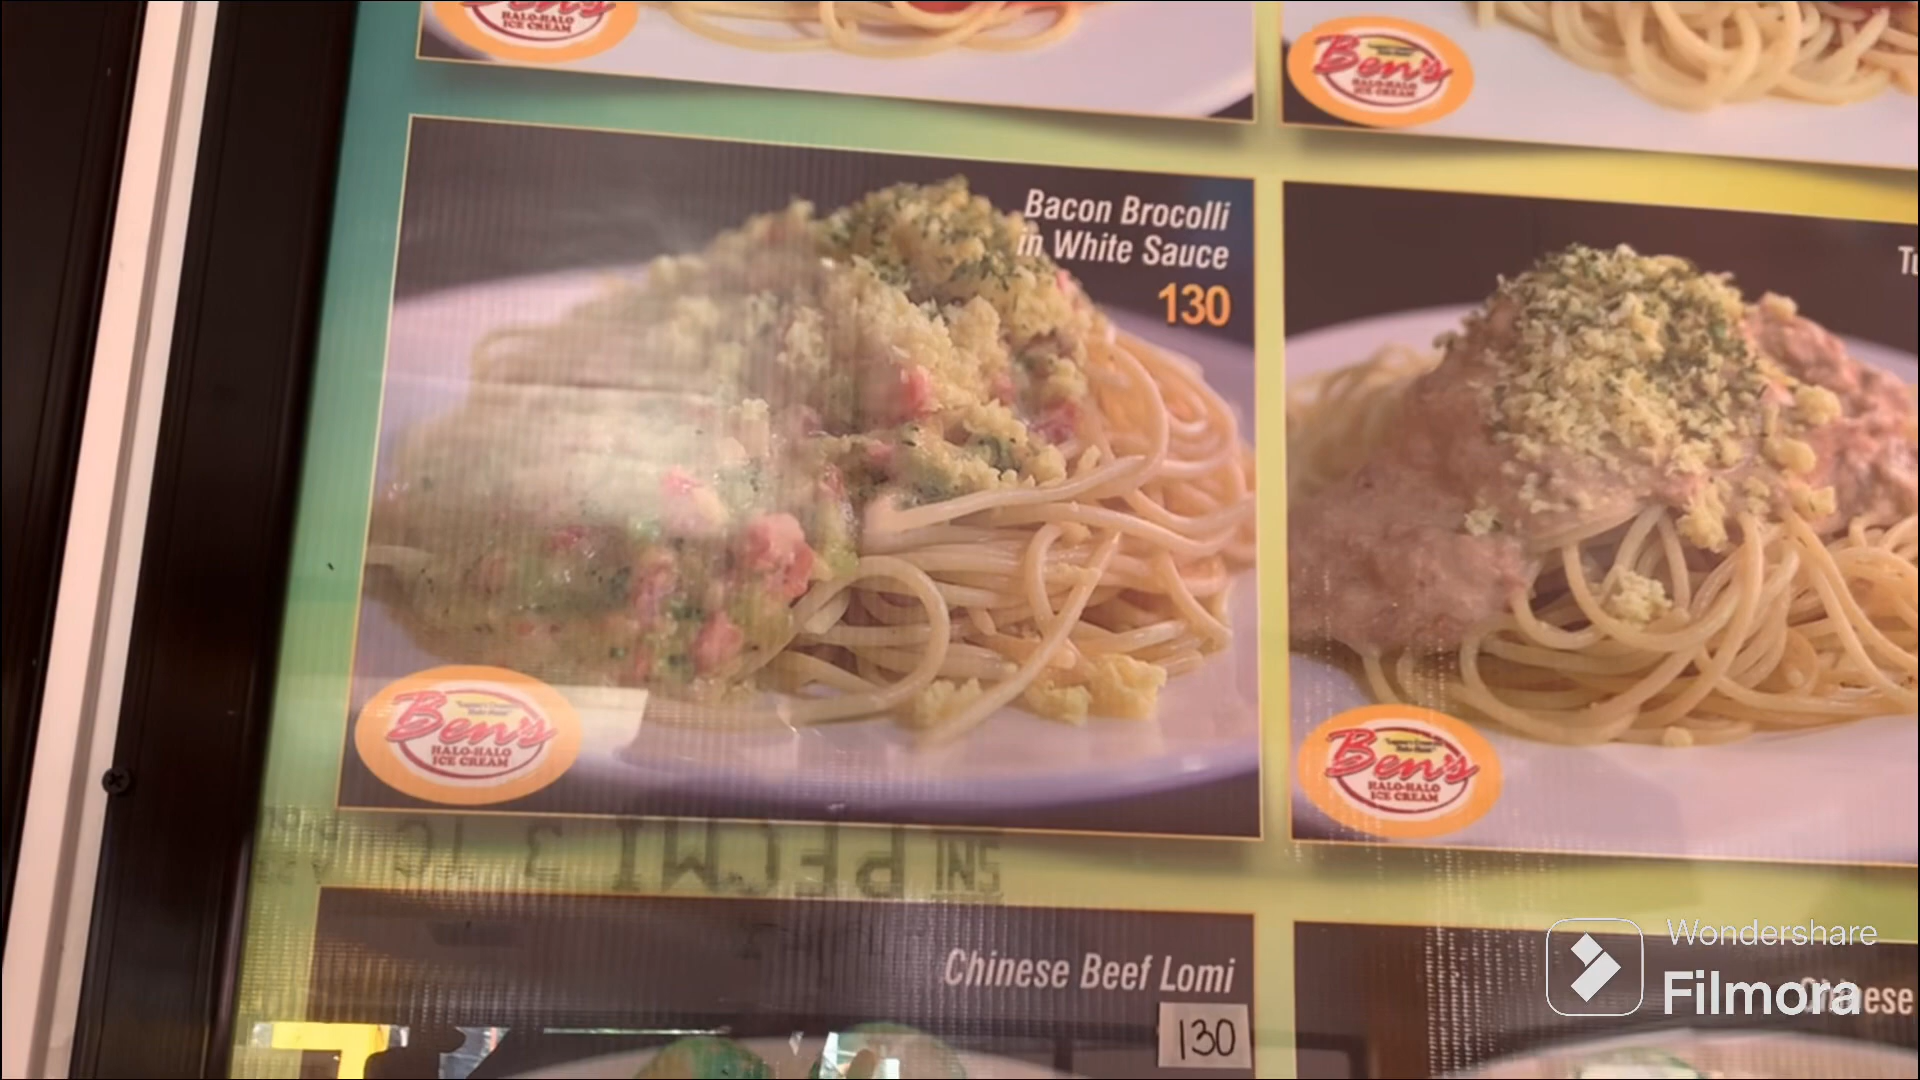 Ben's
HALO-HALO
ICE CREAM
Ben's
HALO-HALO
ICE CREAM
Bacon Brocolli
in White Sauce
130
Ben's
HALO-HALO
ICE CREAM
Ben's
HALO-HALO
ICE CREAM
Chinese Beef Lomi
130
Wondershare
Filmora